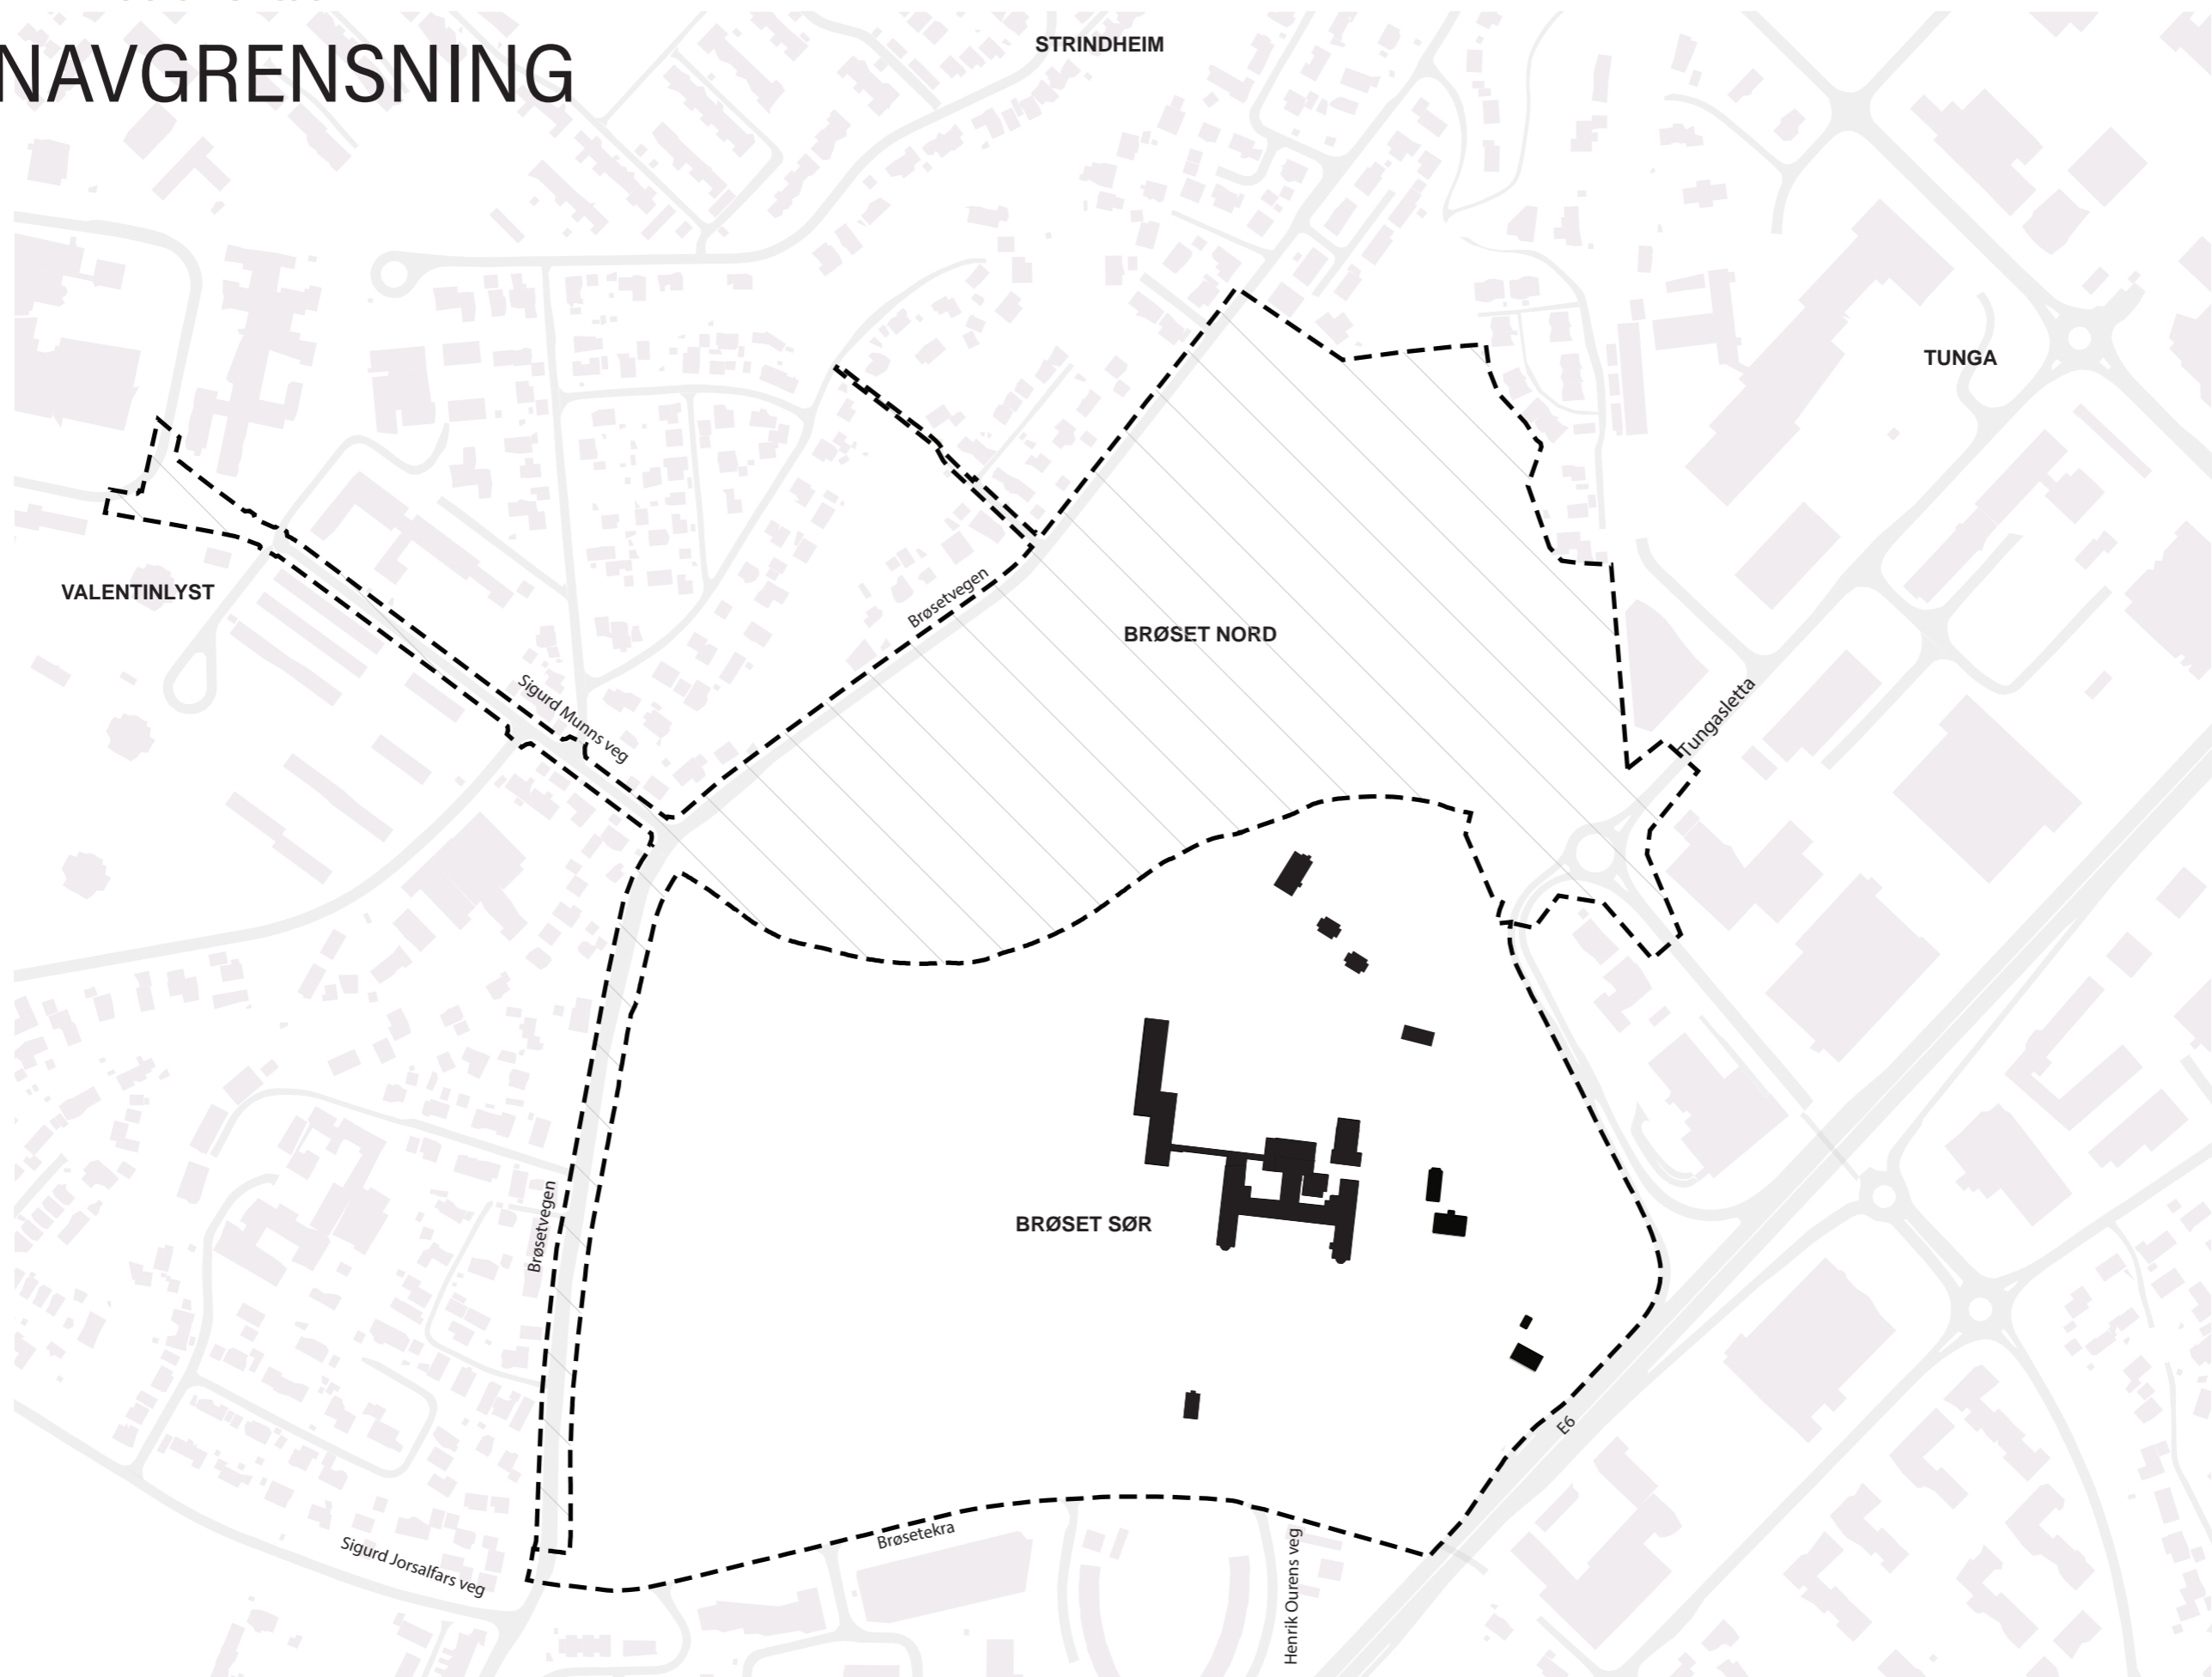 NAVGRENSNING
STRINDHEIM
TUNGA
VALENTINLYST
Brøsetvegen
BRØSET NORD
Sigurd Munns veg
Tungasletta
Brøsetvegen
BRØSET SØR
E6
Brøsetekra
Sigurd Jorsalfars veg
Henrik Ourens veg